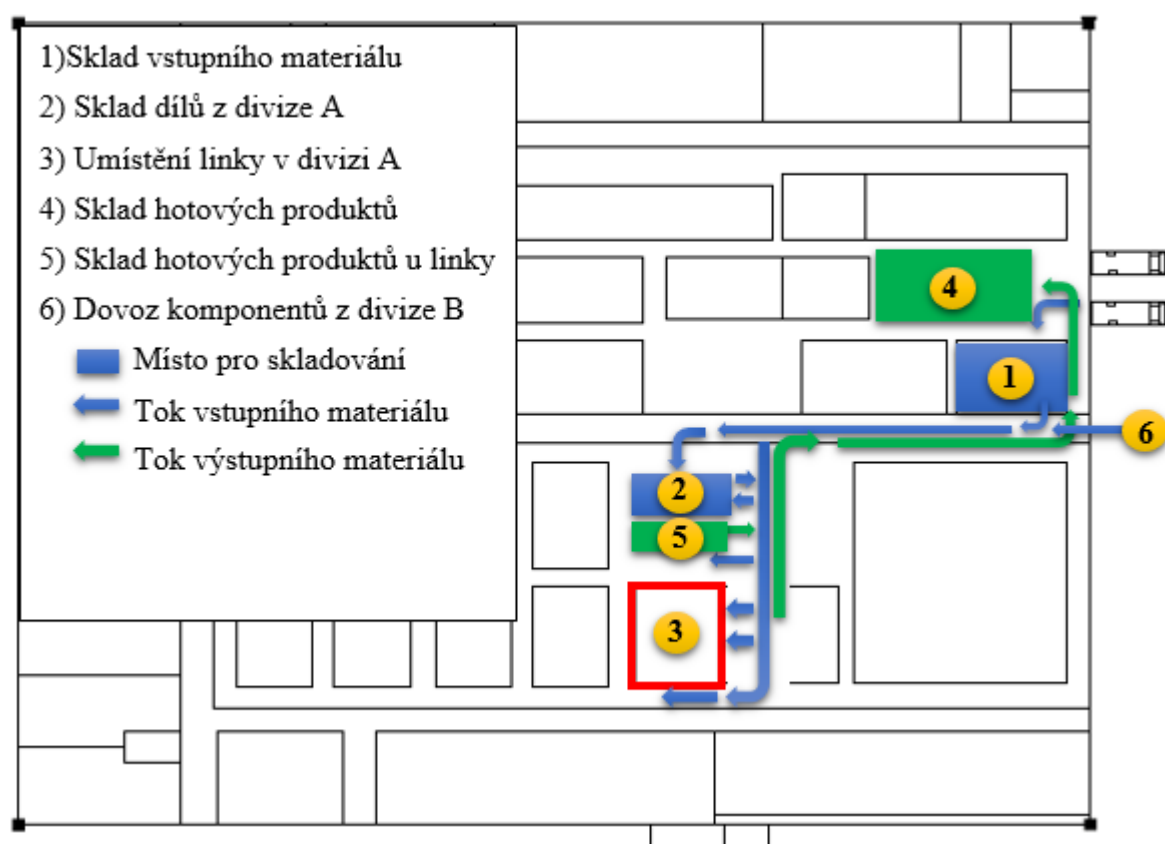 1)Sklad vstupního materiálu
2) Sklad dílů z divize A
3) Umístění linky v divizi A
4) Sklad hotových produktů
5) Sklad hotových produktů u linky
6) Dovoz komponentů z divize B
Místo pro skladování
Tok vstupního materiálu
Tok výstupního materiálu
4
1
6
2
5
3